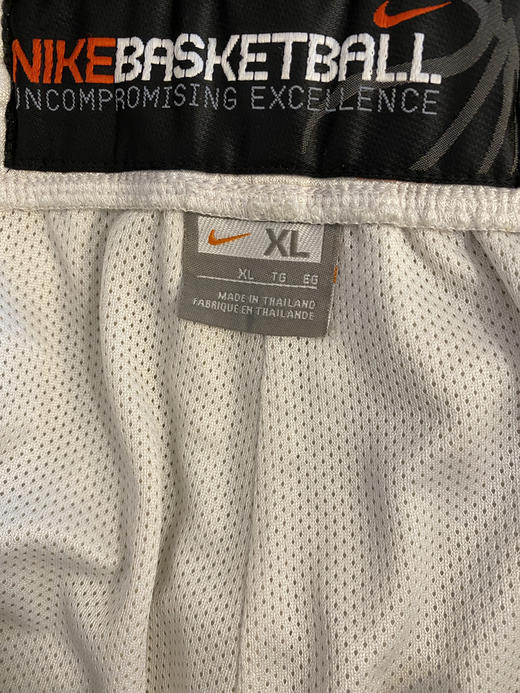 NIKEBASKETBALL
UNCOMPROMISING EXCELLENCE
XL
XL TG EG
MADE IN THAILAND
FABRIQUE EN THAILANDE